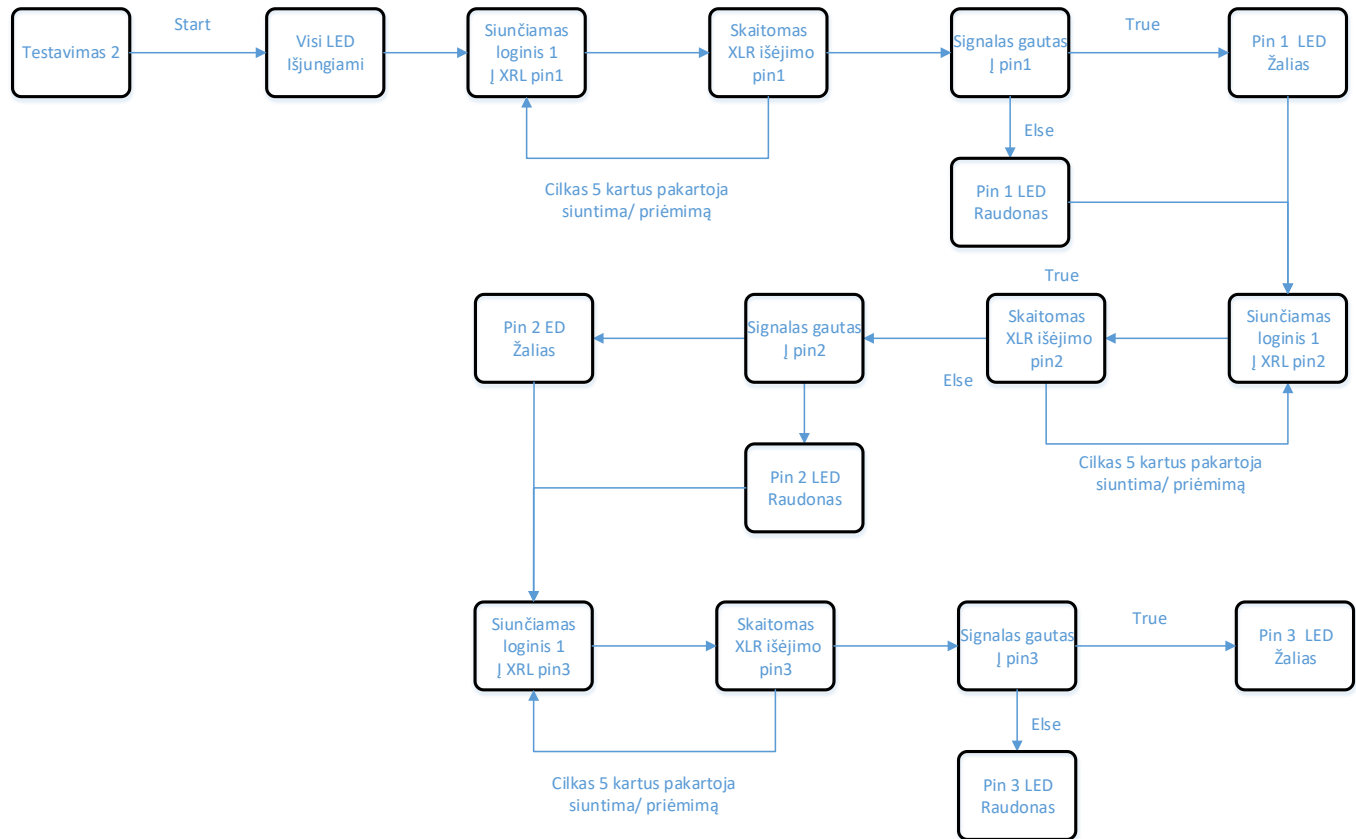 Start
True
Testavimas 2
Visi LED
Išjungiami
Siunčiamas
loginis 1
Į XRL pin1
Skaitomas
XLR išėjimo
pin1
Signalas gautas
Į pin1
Pin 1  LED
Žalias
Else
Cilkas 5 kartus pakartoja
siuntima/ priėmimą
Pin 1 LED
Raudonas
True
Pin 2 ED
Žalias
Signalas gautas
Į pin2
Skaitomas
XLR išėjimo
pin2
Siunčiamas
loginis 1
Į XRL pin2
Else
Cilkas 5 kartus pakartoja
siuntima/ priėmimą
Pin 2 LED
Raudonas
Siunčiamas
loginis 1
Į XRL pin3
Skaitomas
XLR išėjimo
pin3
Signalas gautas
Į pin3
True
Pin 3  LED
Žalias
Else
Cilkas 5 kartus pakartoja
siuntima/ priėmimą
Pin 3 LED
Raudonas